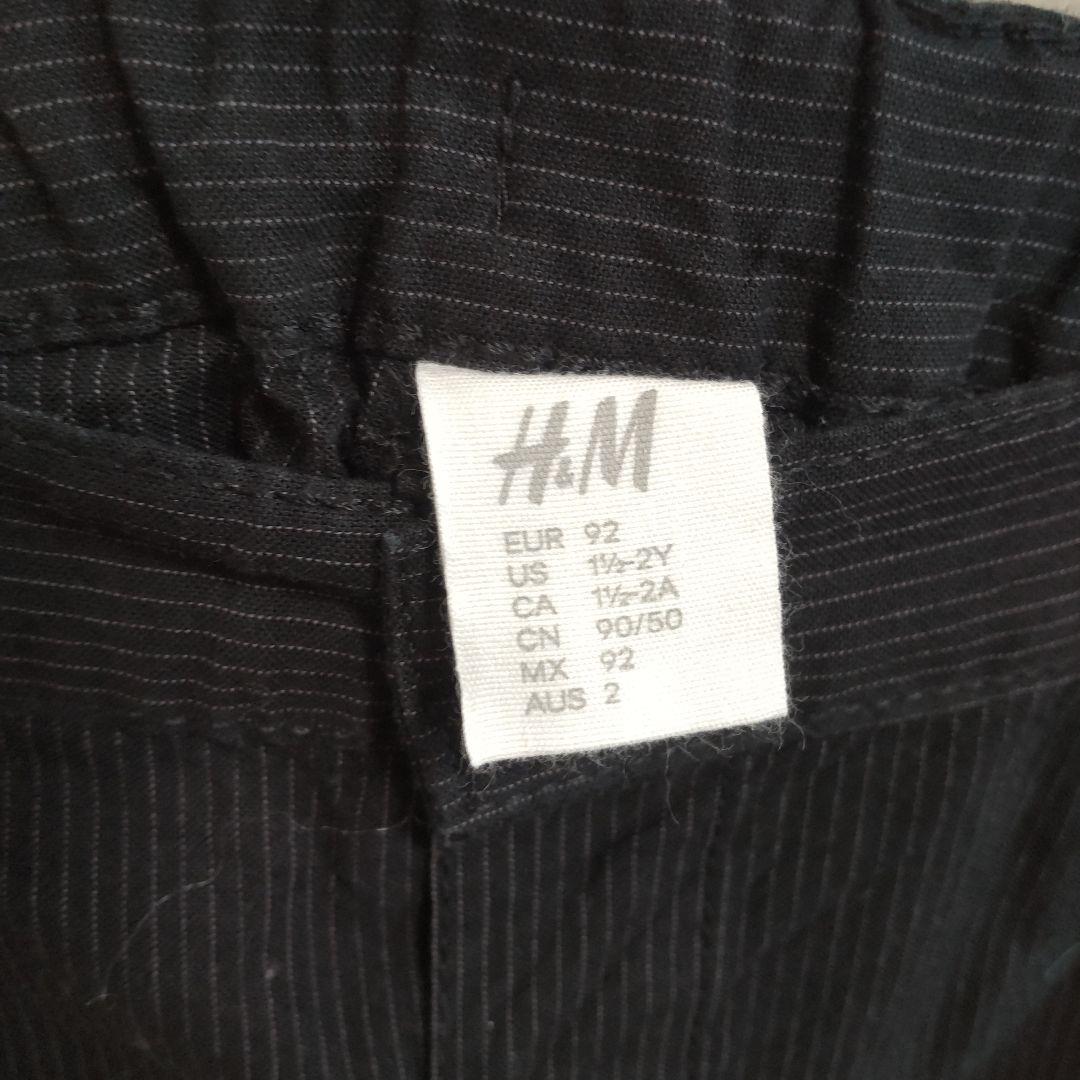 H&M
EUR 92
US 1½-2Y
CA 1½-2A
CN 90/50
MX 92
AUS 2